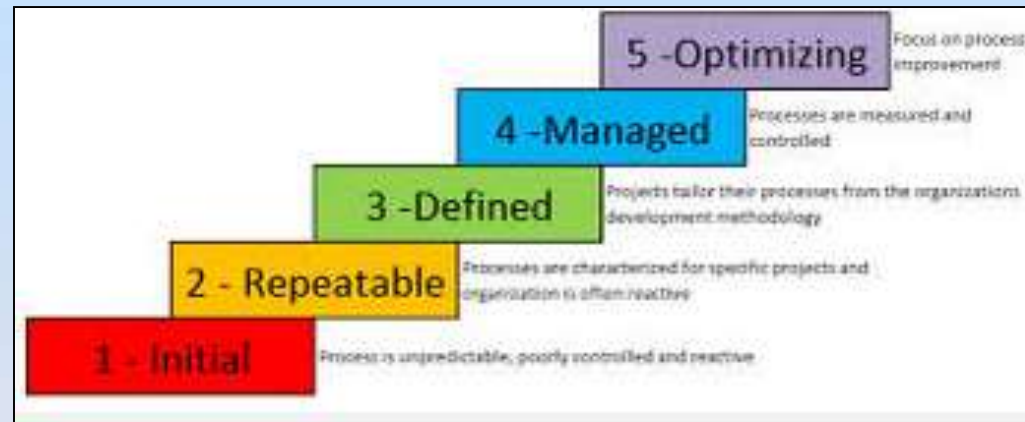 5 -Optimizing
Focus on process
improvement
4 -Managed
Processes are measured and
controlled
3 -Defined
Projects tailor their processes from the organizations
development methodology
2 - Repeatable
Processes are characterized for specific projects and
organization is often reactive
1 - Initial
Process is unpredictable, poorly controlled and reactive